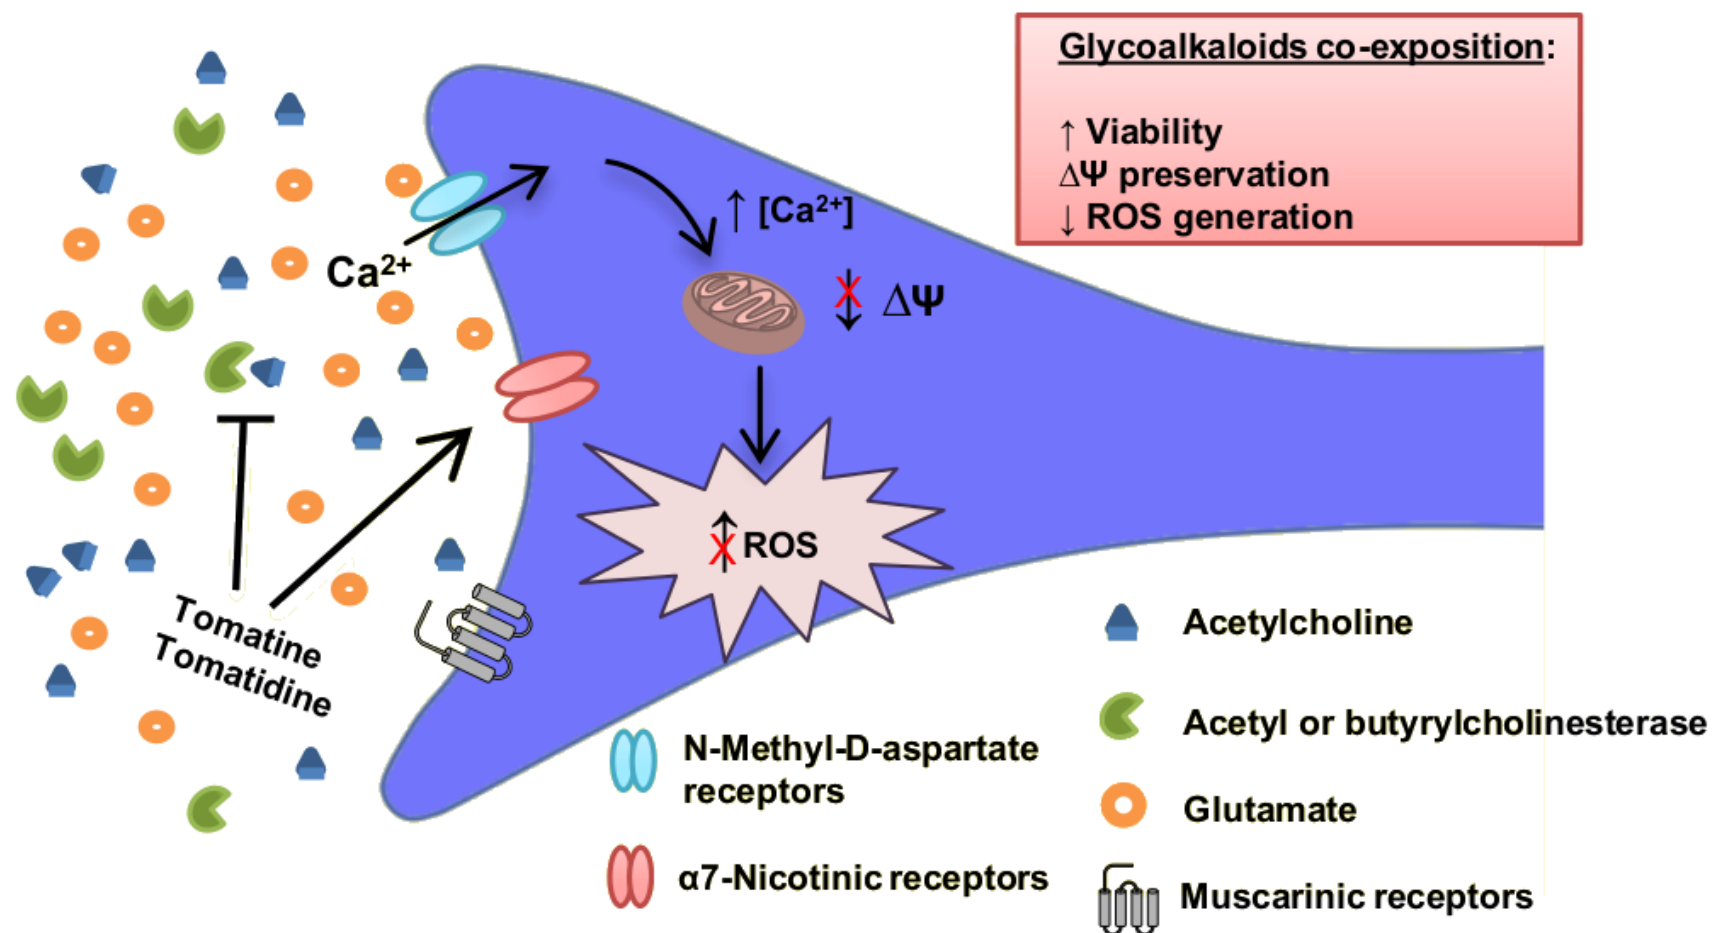 Glycoalkaloids co-exposition:
↑ Viability
ΔΨ preservation
↓ ROS generation
↑ [Ca²⁺]
Ca²⁺
ΔΨ
ROS
Tomatine
Tomatidine
N-Methyl-D-aspartate
receptors
α7-Nicotinic receptors
Acetylcholine
Acetyl or butyrylcholinesterase
Glutamate
Muscarinic receptors